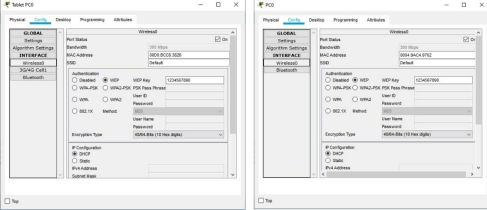 Tablet PC0
Physical Config Desktop Programming Attributes
GLOBAL
Settings
Algorithm Settings
INTERFACE
Wireless0
3G/4G Cell1
Bluetooth
Wireless0
Port Status On
Bandwidth 300 Mbps
MAC Address
SSID Default
Authentication
Disabled WEP WEP Key 1234567890
WPA-PSK WPA2-PSK PSK Pass Phrase
User ID
WPA WPA2
Password
802.1X Method: MD5
User Name
Password
Encryption Type 40/64-Bits (10 Hex digits)
IP Configuration
DHCP
Static
IPv4 Address
Subnet Mask
Top
PC0
Physical Config Desktop Programming Attributes
GLOBAL
Settings
Algorithm Settings
INTERFACE
Wireless0
Bluetooth
Wireless0
Port Status On
Bandwidth 300 Mbps
MAC Address
SSID Default
Authentication
Disabled WEP WEP Key 1234567890
WPA-PSK WPA2-PSK PSK Pass Phrase
User ID
WPA WPA2
Password
802.1X Method: MD5
User Name
Password
Encryption Type 40/64-Bits (10 Hex digits)
IP Configuration
DHCP
Static
IPv4 Address
Top